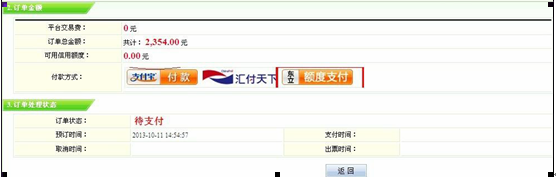 2.订单金额
平台交易费： 0 元
订单总金额： 共计：2,354.00 元
可用信用额度： 0.00 元
付款方式： 支付宝 付款 汇付天下 东立 额度支付
3.订单处理状态
订单状态： 待支付
预订时间： 2013-10-11 14:54:57 支付时间：
取消时间： 出票时间：
返 回